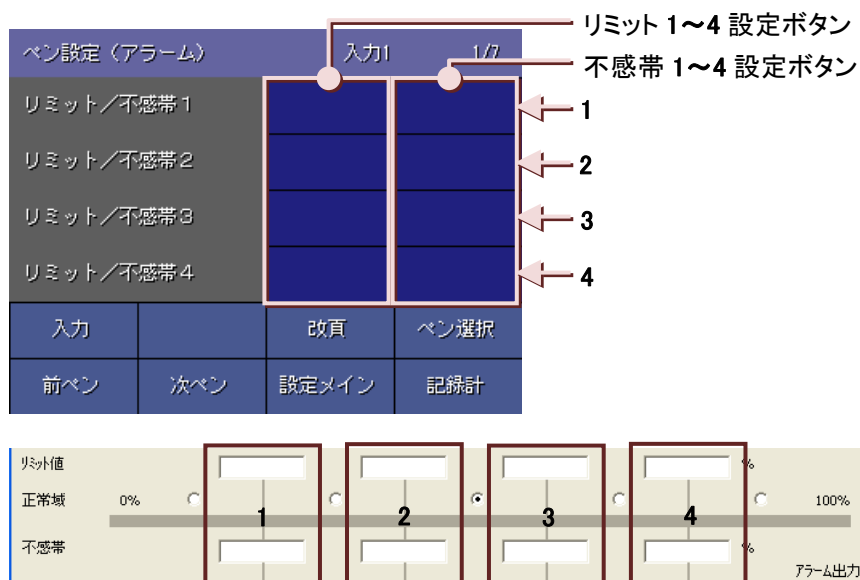 リミット 1～4 設定ボタン
不感帯 1～4 設定ボタン
ペン設定（アラーム） 入力1 1/7
リミット／不感帯１ 1
リミット／不感帯２ 2
リミット／不感帯３ 3
リミット／不感帯４ 4
入力 改頁 ペン選択
前ペン 次ペン 設定メイン 記録計
ﾘﾐｯﾄ値 %
正常域 0% 100%
1 2 3 4
不感帯 %
ｱﾗｰﾑ出力